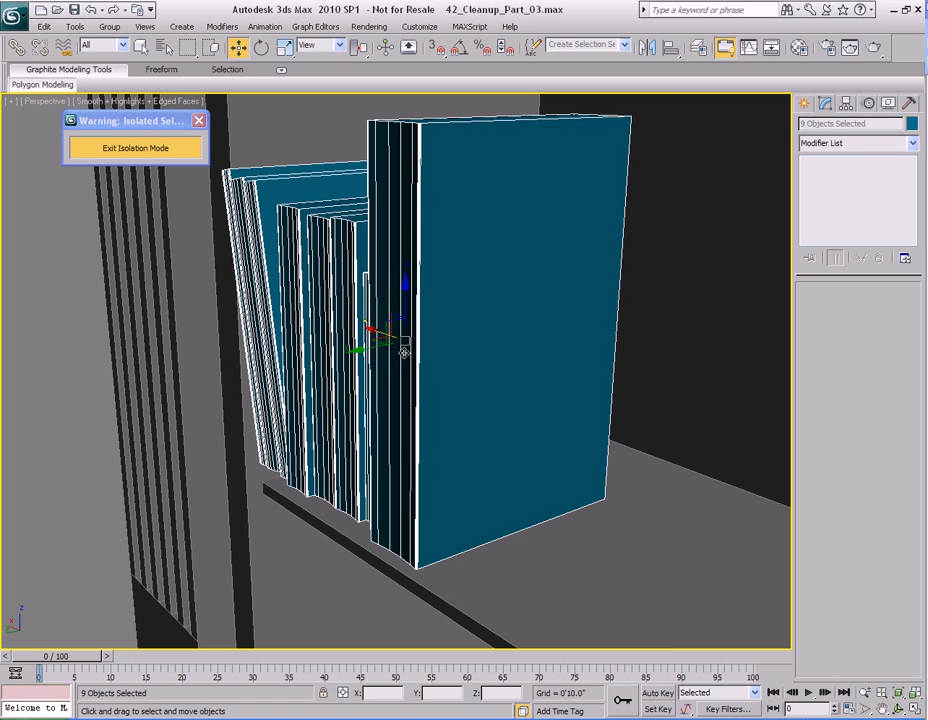 Autodesk 3ds Max 2010 SP1 - Not for Resale 42_Cleanup_Part_03.max
Type a keyword or phrase
Edit Tools Group Views Create Modifiers Animation Graph Editors Rendering Customize MAXScript Help
All View Create Selection Se
Graphite Modeling Tools Freeform Selection
Polygon Modeling
[ + ] [ Perspective ] [ Smooth + Highlights + Edged Faces ]
Warning: Isolated Sel...
Exit Isolation Mode
9 Objects Selected
Modifier List
z
x
0 / 100
0 5 10 15 20 25 30 35 40 45 50 55 60 65 70 75 80 85 90 95 100
9 Objects Selected X: Y: Z: Grid = 0'10.0" Auto Key Selected
Welcome to M Click and drag to select and move objects Add Time Tag Set Key Key Filters... 0